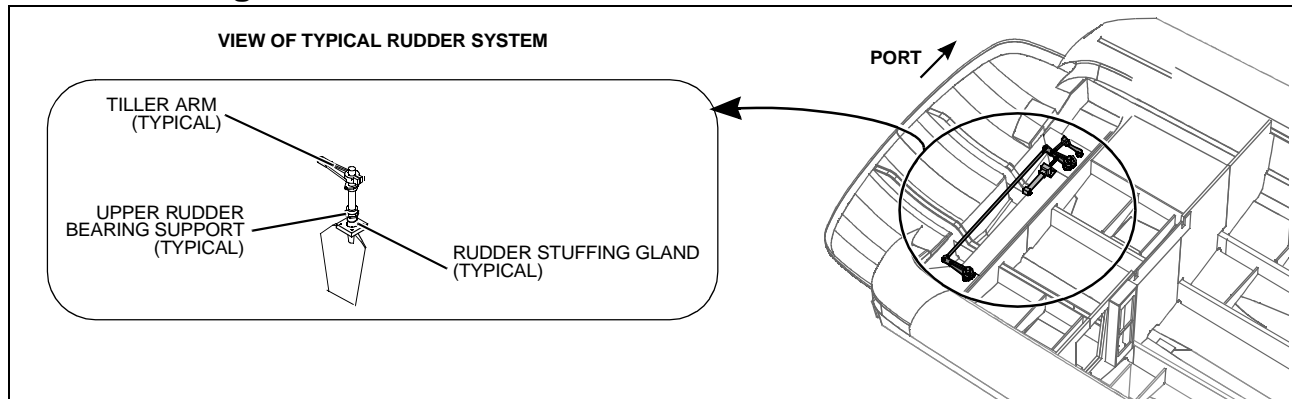 VIEW OF TYPICAL RUDDER SYSTEM
PORT
TILLER ARM
(TYPICAL)
UPPER RUDDER
BEARING SUPPORT
(TYPICAL)
RUDDER STUFFING GLAND
(TYPICAL)